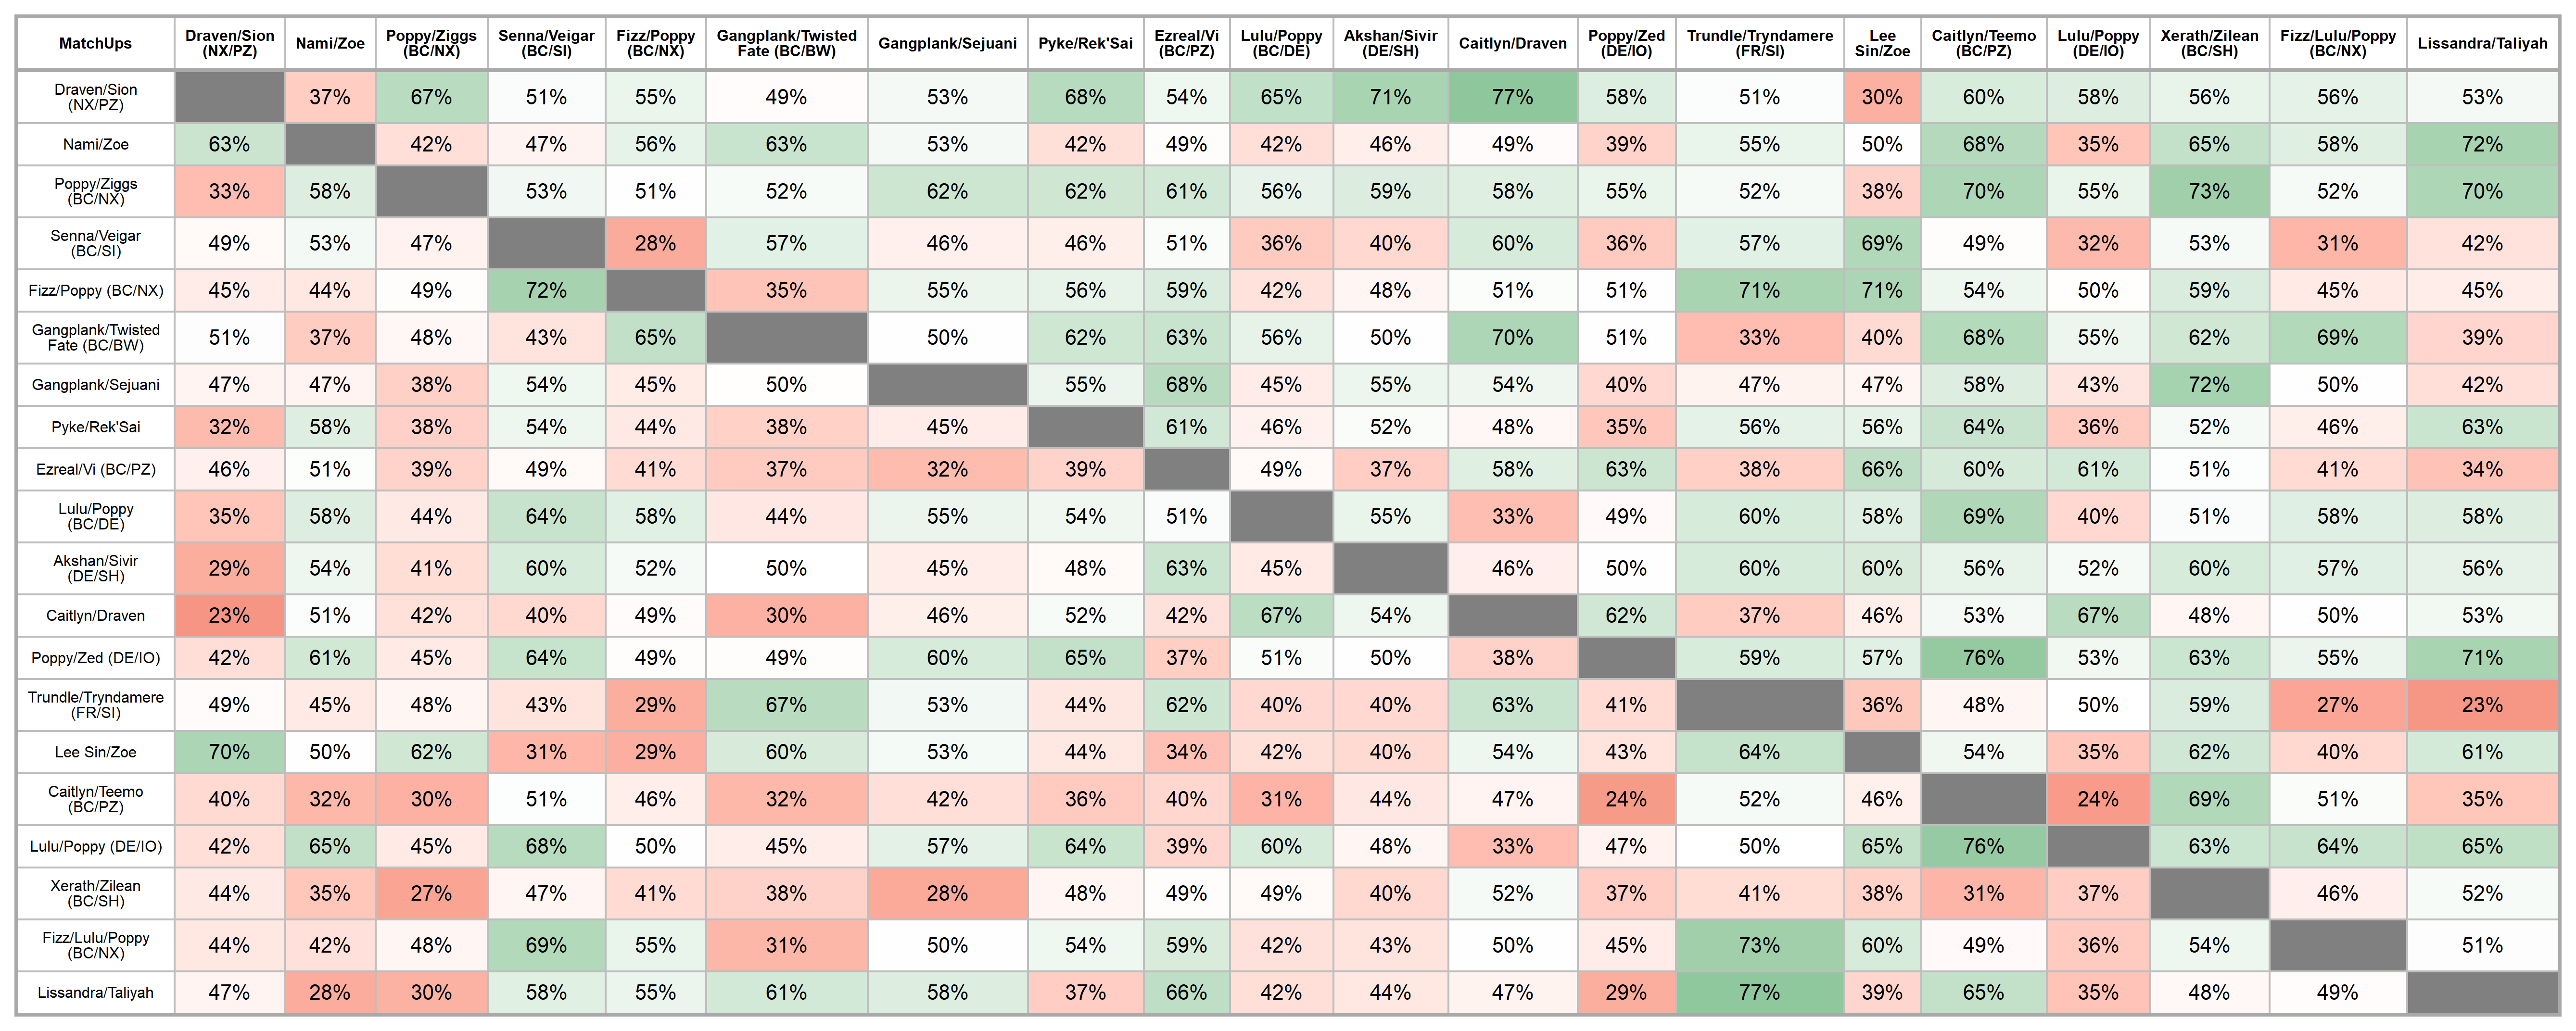 MatchUps Draven/Sion (NX/PZ) Nami/Zoe Poppy/Ziggs (BC/NX) Senna/Veigar (BC/SI) Fizz/Poppy (BC/NX) Gangplank/Twisted Fate (BC/BW) Gangplank/Sejuani Pyke/Rek'Sai Ezreal/Vi (BC/PZ) Lulu/Poppy (BC/DE) Akshan/Sivir (DE/SH) Caitlyn/Draven Poppy/Zed (DE/IO) Trundle/Tryndamere (FR/SI) Lee Sin/Zoe Caitlyn/Teemo (BC/PZ) Lulu/Poppy (DE/IO) Xerath/Zilean (BC/SH) Fizz/Lulu/Poppy (BC/NX) Lissandra/Taliyah
Draven/Sion (NX/PZ) 37% 67% 51% 55% 49% 53% 68% 54% 65% 71% 77% 58% 51% 30% 60% 58% 56% 56% 53%
Nami/Zoe 63% 42% 47% 56% 63% 53% 42% 49% 42% 46% 49% 39% 55% 50% 68% 35% 65% 58% 72%
Poppy/Ziggs (BC/NX) 33% 58% 53% 51% 52% 62% 62% 61% 56% 59% 58% 55% 52% 38% 70% 55% 73% 52% 70%
Senna/Veigar (BC/SI) 49% 53% 47% 28% 57% 46% 46% 51% 36% 40% 60% 36% 57% 69% 49% 32% 53% 31% 42%
Fizz/Poppy (BC/NX) 45% 44% 49% 72% 35% 55% 56% 59% 42% 48% 51% 51% 71% 71% 54% 50% 59% 45% 45%
Gangplank/Twisted Fate (BC/BW) 51% 37% 48% 43% 65% 50% 62% 63% 56% 50% 70% 51% 33% 40% 68% 55% 62% 69% 39%
Gangplank/Sejuani 47% 47% 38% 54% 45% 50% 55% 68% 45% 55% 54% 40% 47% 47% 58% 43% 72% 50% 42%
Pyke/Rek'Sai 32% 58% 38% 54% 44% 38% 45% 61% 46% 52% 48% 35% 56% 56% 64% 36% 52% 46% 63%
Ezreal/Vi (BC/PZ) 46% 51% 39% 49% 41% 37% 32% 39% 49% 37% 58% 63% 38% 66% 60% 61% 51% 41% 34%
Lulu/Poppy (BC/DE) 35% 58% 44% 64% 58% 44% 55% 54% 51% 55% 33% 49% 60% 58% 69% 40% 51% 58% 58%
Akshan/Sivir (DE/SH) 29% 54% 41% 60% 52% 50% 45% 48% 63% 45% 46% 50% 60% 60% 56% 52% 60% 57% 56%
Caitlyn/Draven 23% 51% 42% 40% 49% 30% 46% 52% 42% 67% 54% 62% 37% 46% 53% 67% 48% 50% 53%
Poppy/Zed (DE/IO) 42% 61% 45% 64% 49% 49% 60% 65% 37% 51% 50% 38% 59% 57% 76% 53% 63% 55% 71%
Trundle/Tryndamere (FR/SI) 49% 45% 48% 43% 29% 67% 53% 44% 62% 40% 40% 63% 41% 36% 48% 50% 59% 27% 23%
Lee Sin/Zoe 70% 50% 62% 31% 29% 60% 53% 44% 34% 42% 40% 54% 43% 64% 54% 35% 62% 40% 61%
Caitlyn/Teemo (BC/PZ) 40% 32% 30% 51% 46% 32% 42% 36% 40% 31% 44% 47% 24% 52% 46% 24% 69% 51% 35%
Lulu/Poppy (DE/IO) 42% 65% 45% 68% 50% 45% 57% 64% 39% 60% 48% 33% 47% 50% 65% 76% 63% 64% 65%
Xerath/Zilean (BC/SH) 44% 35% 27% 47% 41% 38% 28% 48% 49% 49% 40% 52% 37% 41% 38% 31% 37% 46% 52%
Fizz/Lulu/Poppy (BC/NX) 44% 42% 48% 69% 55% 31% 50% 54% 59% 42% 43% 50% 45% 73% 60% 49% 36% 54% 51%
Lissandra/Taliyah 47% 28% 30% 58% 55% 61% 58% 37% 66% 42% 44% 47% 29% 77% 39% 65% 35% 48% 49%